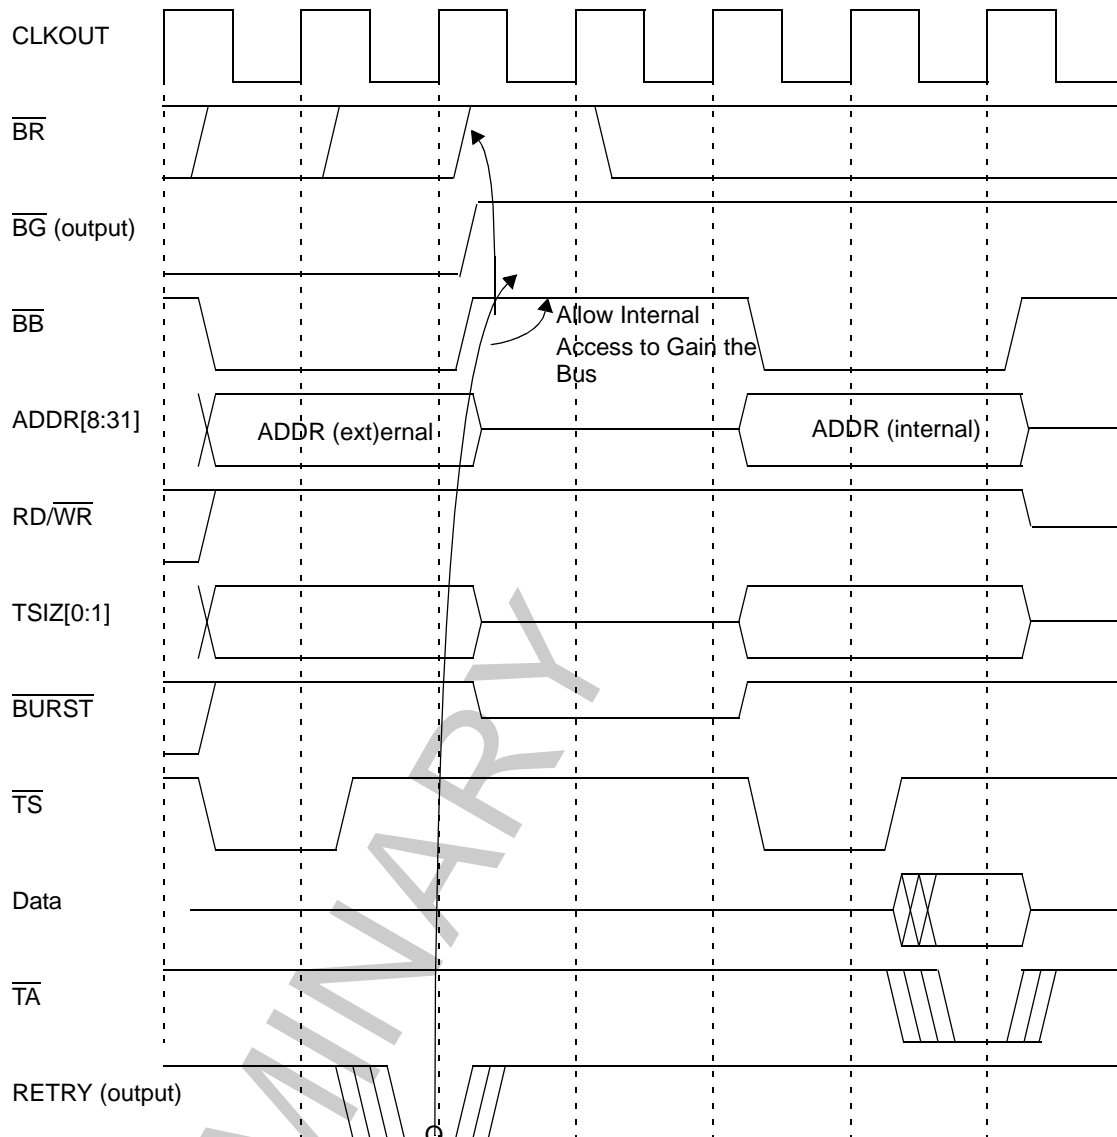 CLKOUT
BR
BG (output)
BB
Allow Internal
Access to Gain the
Bus
ADDR[8:31]
ADDR (ext)ernal
ADDR (internal)
RD/WR
TSIZ[0:1]
BURST
TS
Data
TA
RETRY (output)
MINARY